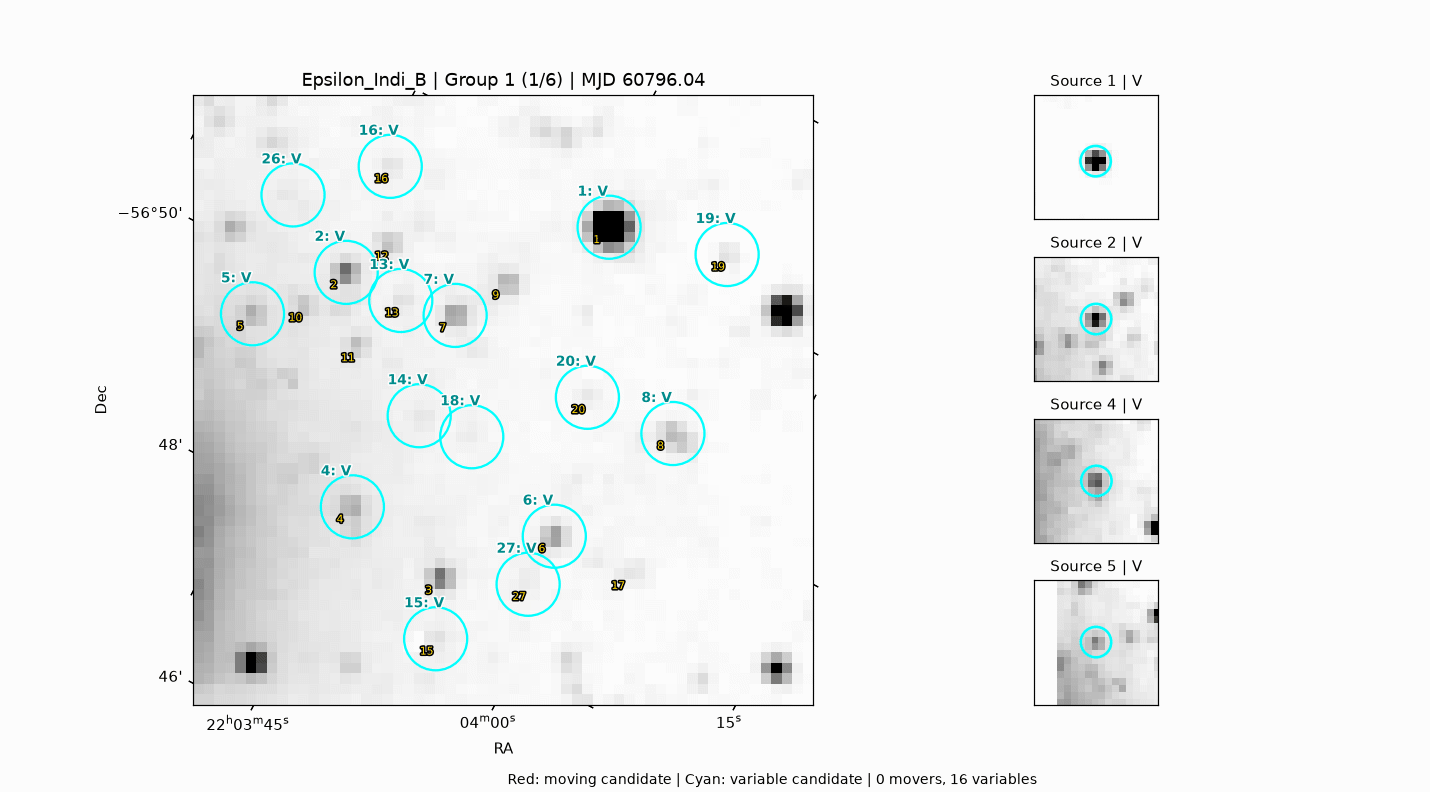 Epsilon_Indi_B | Group 1 (1/6) | MJD 60796.04
Source 1 | V
16: V
26: V
16
1: V
−56°50'
19: V
1
2: V
12
Source 2 | V
13: V
19
5: V
7: V
2
9
13
10
5
7
11
20: V
14: V
8: V
18: V
Source 4 | V
20
Dec
48'
8
4: V
6: V
4
27: V
6
Source 5 | V
17
3
27
15: V
15
46'
22ʰ03ᵐ45ˢ
04ᵐ00ˢ
15ˢ
RA
Red: moving candidate | Cyan: variable candidate | 0 movers, 16 variables